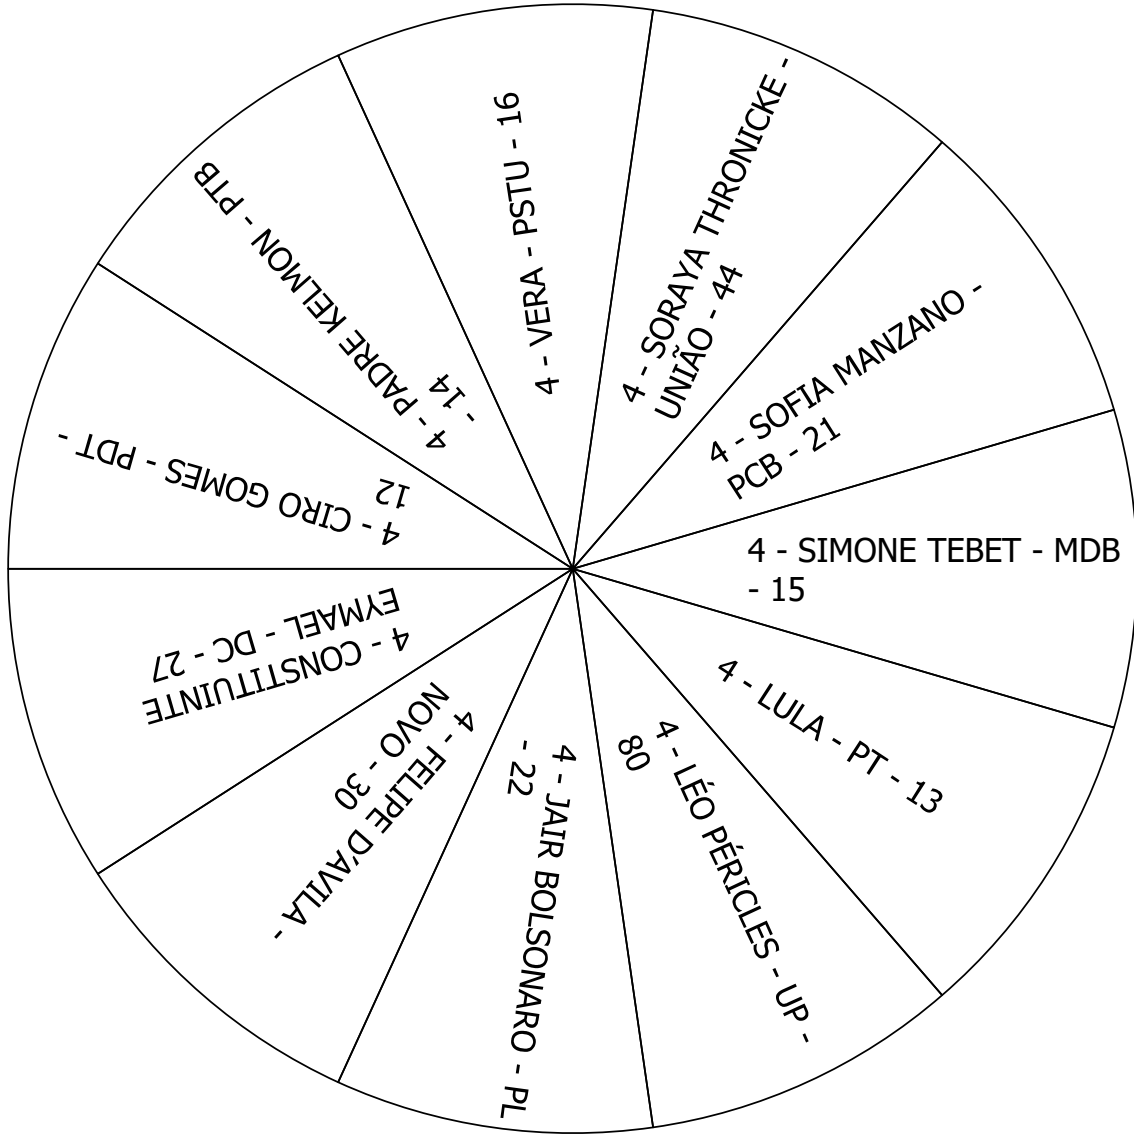 4 - VERA - PSTU - 16
4 - SORAYA THRONICKE -
UNIÃO - 44
4 - SOFIA MANZANO -
PCB - 21
4 - SIMONE TEBET - MDB
- 15
4 - LULA - PT - 13
4 - LÉO PÉRICLES - UP -
80
4 - JAIR BOLSONARO - PL
- 22
4 - FELIPE D'AVILA -
NOVO - 30
4 - CONSTITUINTE
EYMAEL - DC - 27
4 - CIRO GOMES - PDT -
12
4 - PADRE KELMON - PTB
- 14